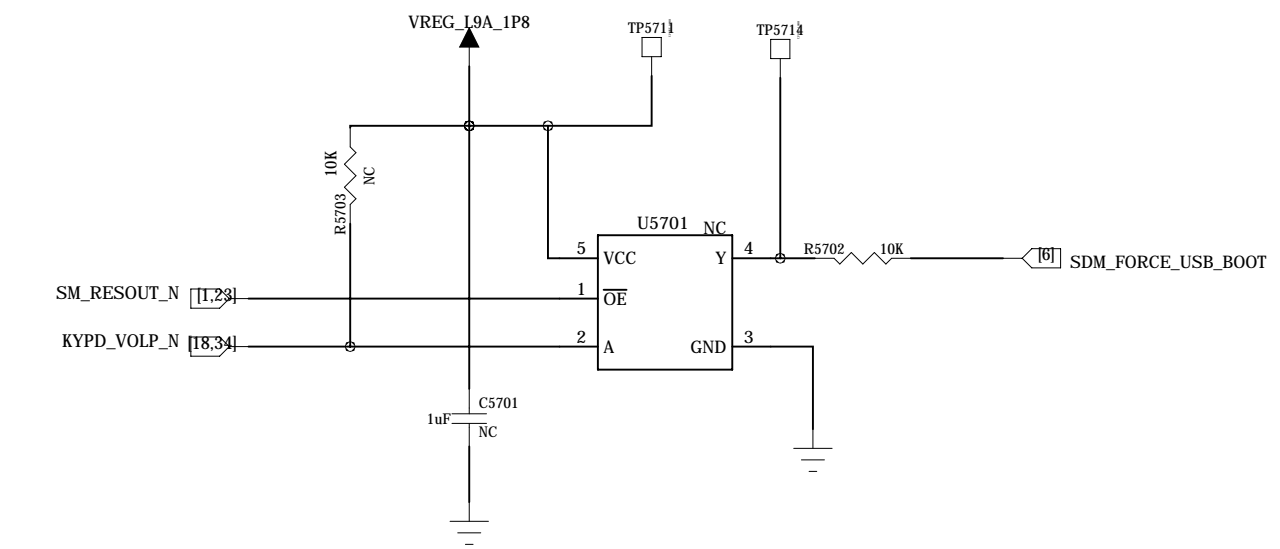 VREG_L9A_1P8
TP5711
TP5714
10K
NC
R5703
U5701
NC
5
VCC
Y
4
R5702
10K
[6]
SDM_FORCE_USB_BOOT
SM_RESOUT_N
[1,23]
1
OE
KYPD_VOLP_N
[18,34]
2
A
GND
3
C5701
1uF
NC